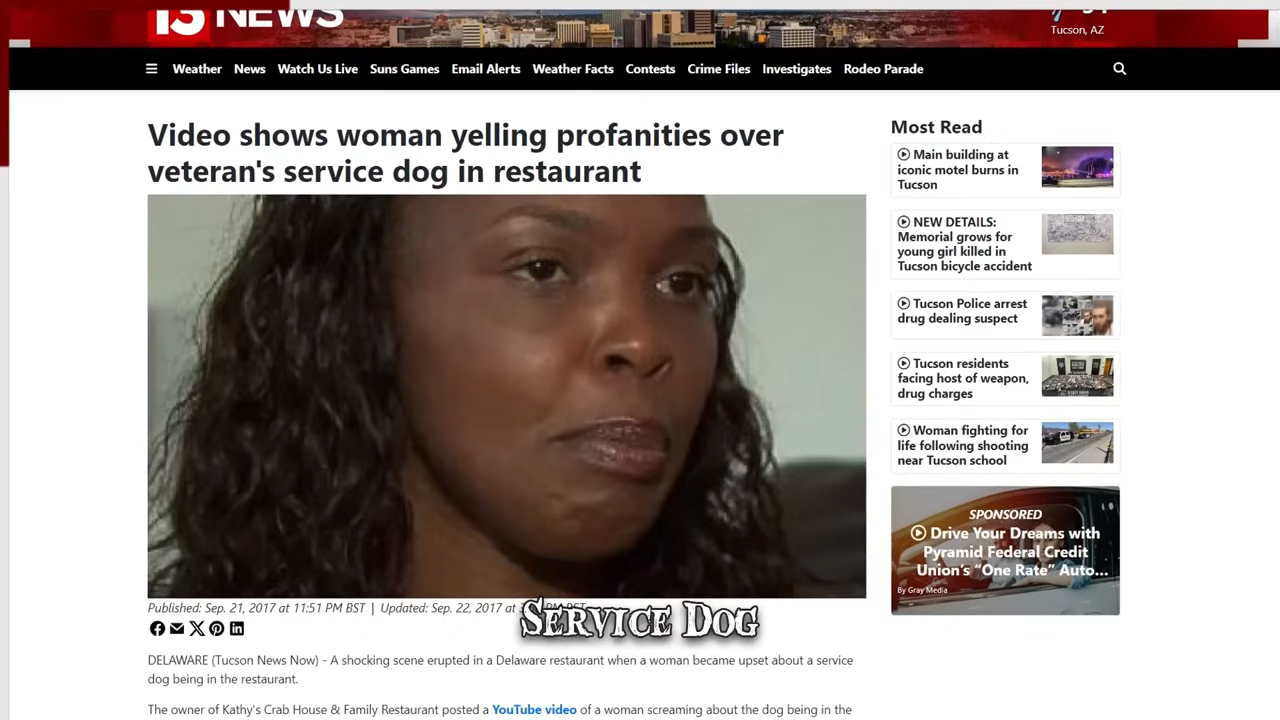 13 NEWS
Tucson, AZ
Weather News Watch Us Live Suns Games Email Alerts Weather Facts Contests Crime Files Investigates Rodeo Parade
Video shows woman yelling profanities over
veteran's service dog in restaurant
Published: Sep. 21, 2017 at 11:51 PM BST | Updated: Sep. 22, 2017 at
Service Dog
DELAWARE (Tucson News Now) - A shocking scene erupted in a Delaware restaurant when a woman became upset about a service
dog being in the restaurant.
The owner of Kathy's Crab House & Family Restaurant posted a YouTube video of a woman screaming about the dog being in the
Most Read
Main building at
iconic motel burns in
Tucson
NEW DETAILS:
Memorial grows for
young girl killed in
Tucson bicycle accident
Tucson Police arrest
drug dealing suspect
Tucson residents
facing host of weapon,
drug charges
Woman fighting for
life following shooting
near Tucson school
SPONSORED
Drive Your Dreams with
Pyramid Federal Credit
Union's “One Rate” Auto...
By Gray Media